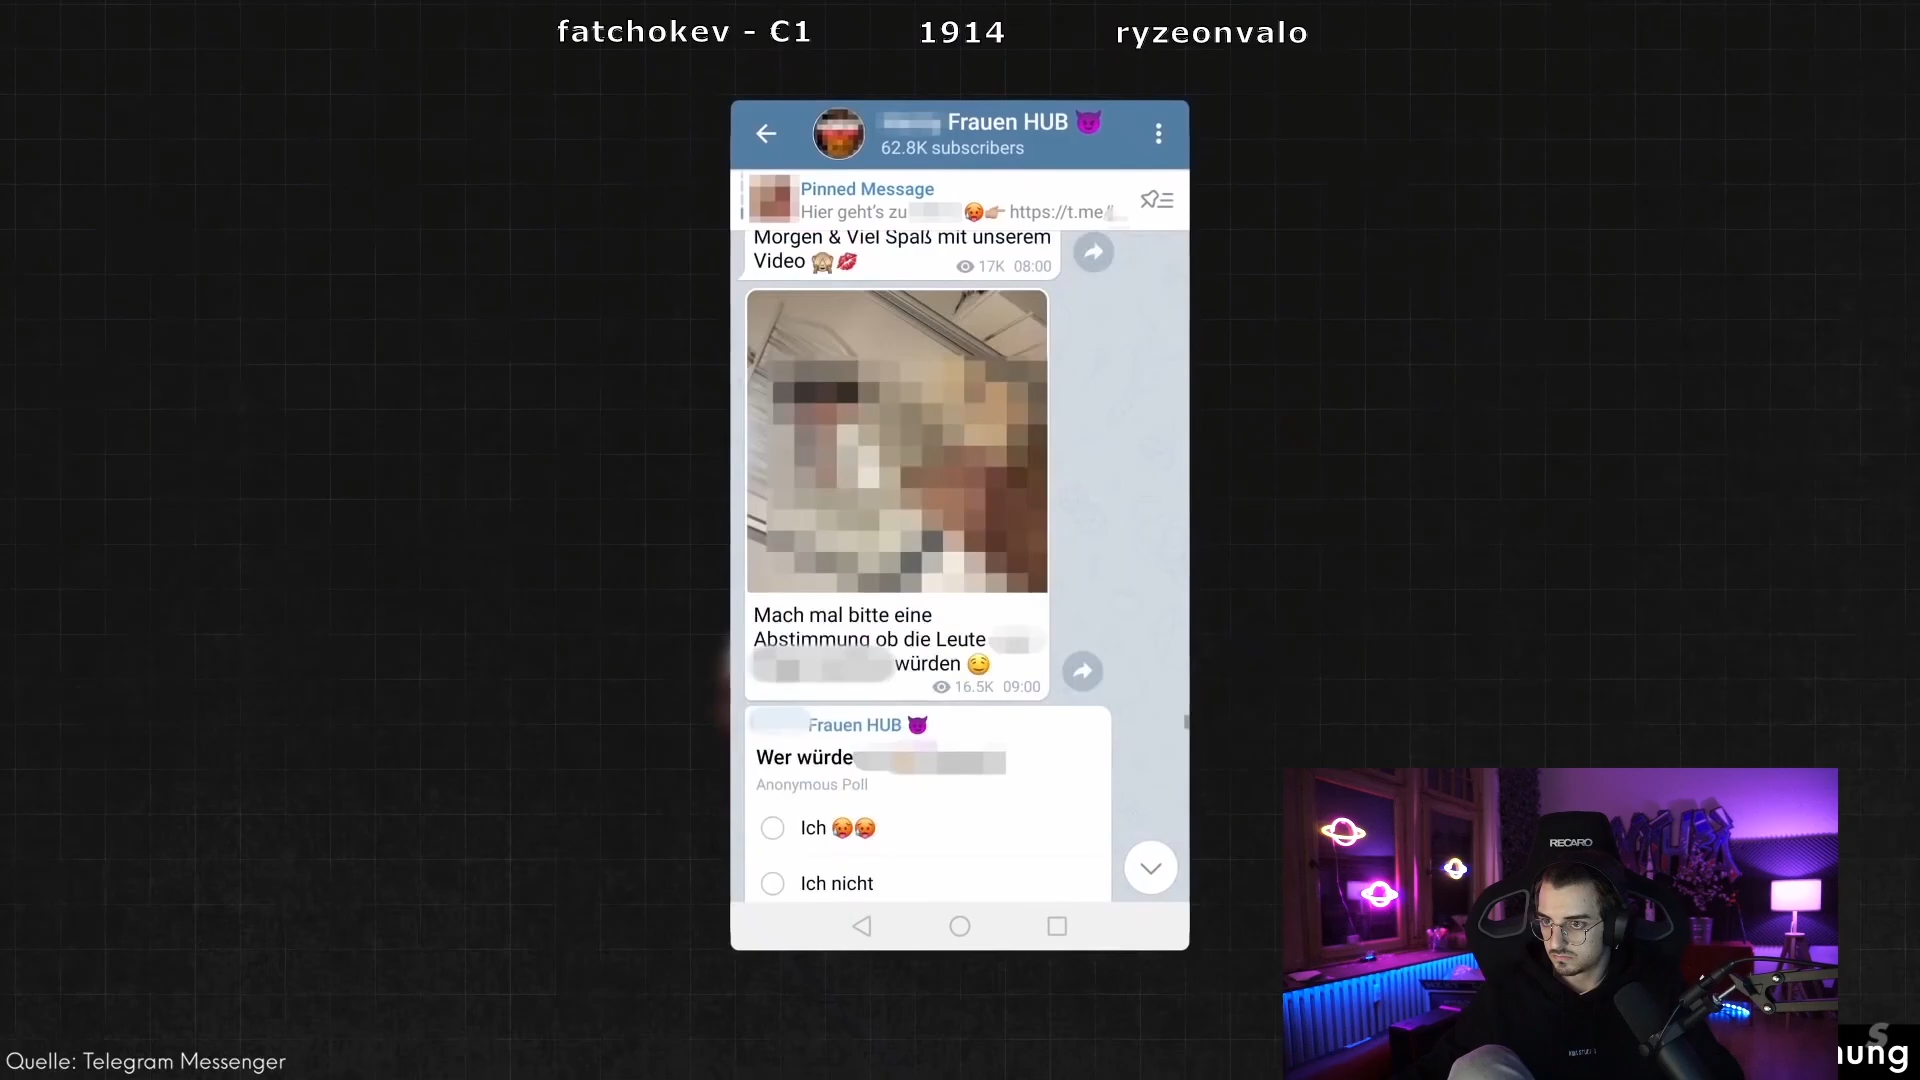 fatchokev - €1
1914
ryzeonvalo
Frauen HUB 😈
62.8K subscribers
Pinned Message
Hier geht's zu 🥵👉 https://t.me/
Morgen & Viel Spaß mit unserem
Video 🙈💋
17K 08:00
Mach mal bitte eine
Abstimmung ob die Leute
würden 🤤
16.5K 09:00
Frauen HUB 😈
Wer würde
Anonymous Poll
Ich 🥵🥵
Ich nicht
RECARO
Quelle: Telegram Messenger